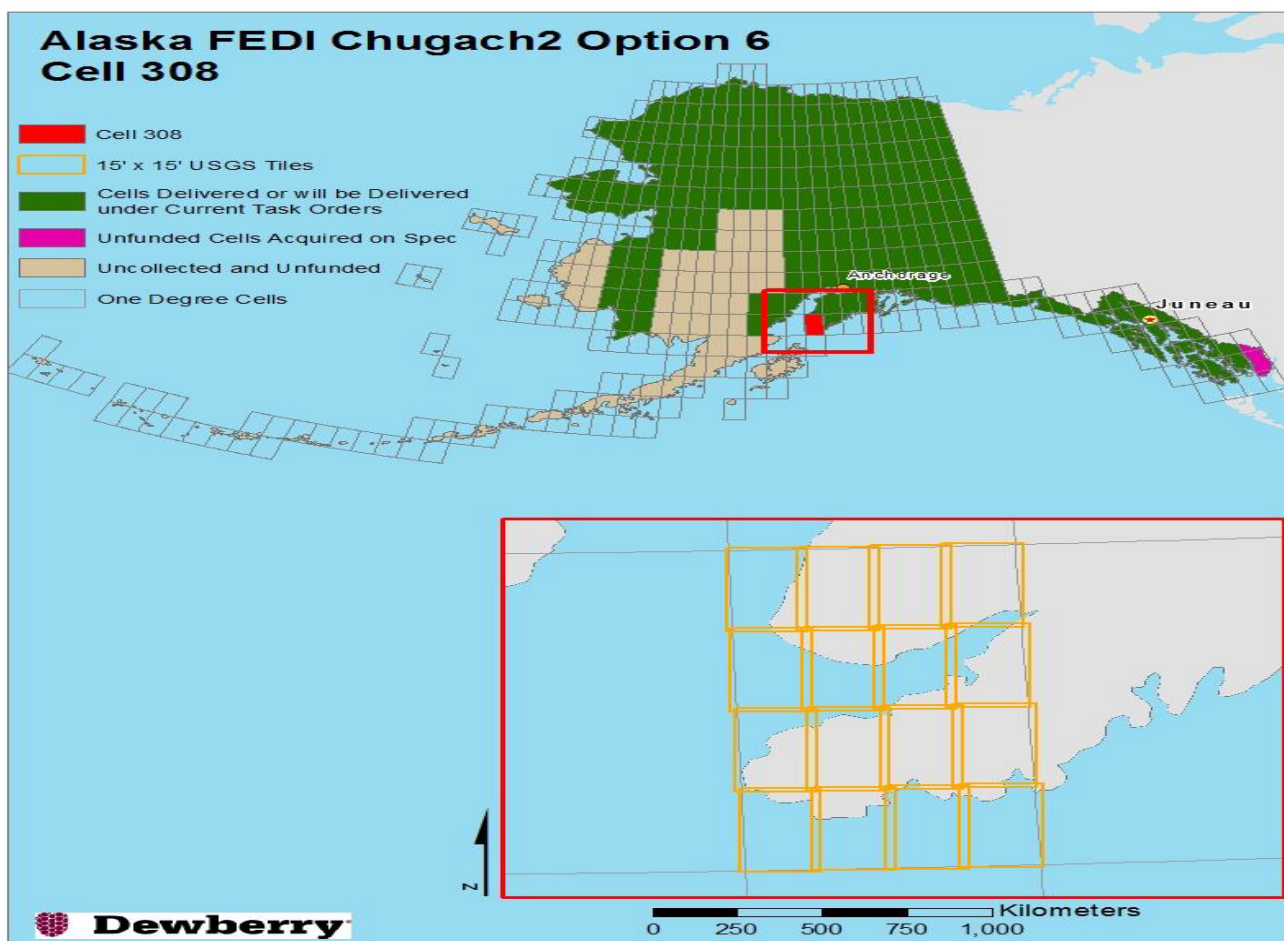 Alaska FEDI Chugach2 Option 6
Cell 308
Cell 308
15' x 15' USGS Tiles
Cells Delivered or will be Delivered
under Current Task Orders
Unfunded Cells Acquired on Spec
Uncollected and Unfunded
One Degree Cells
Anchorage
Juneau
N
Dewberry
Kilometers
0 250 500 750 1,000